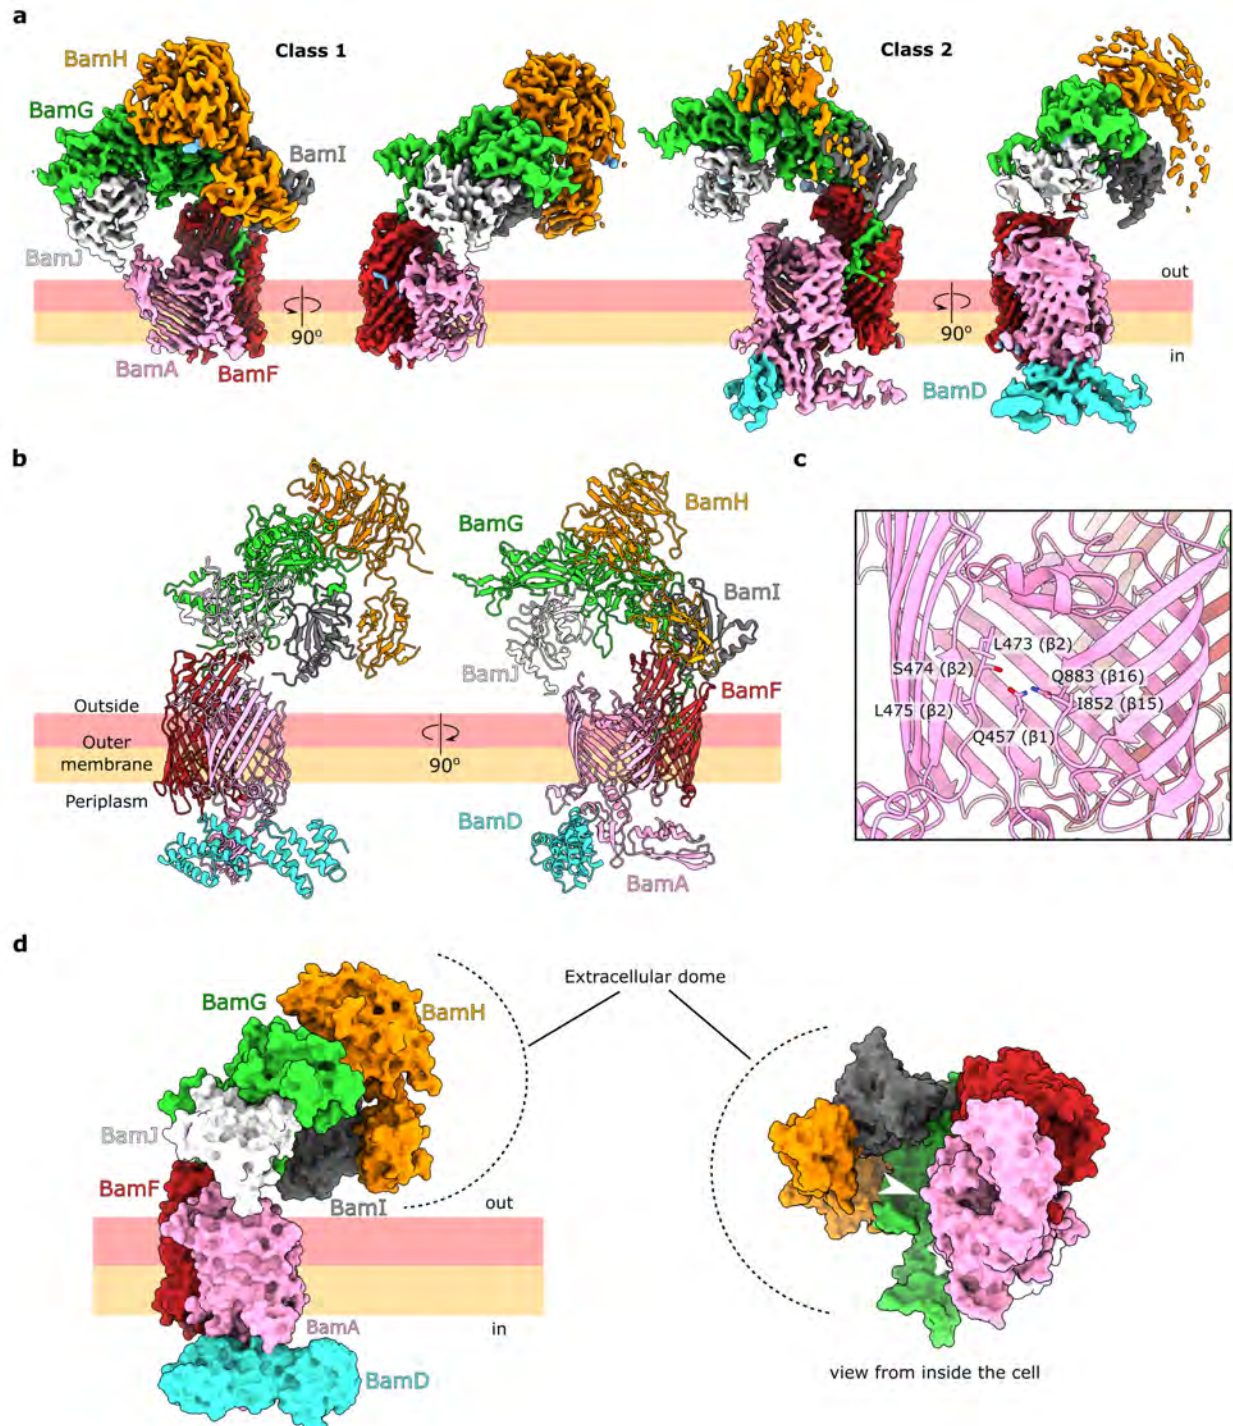 a
Class 1
Class 2
BamH
BamG
BamI
BamJ
out
90°
90°
in
BamA
BamF
BamD
b
c
BamH
BamG
BamI
BamJ
BamF
Outside
Outer
membrane
90°
Periplasm
BamD
BamA
L473 (β2)
S474 (β2)
Q883 (β16)
L475 (β2)
I852 (β15)
Q457 (β1)
d
Extracellular dome
BamG
BamH
BamJ
BamF
BamI
out
BamA
in
BamD
view from inside the cell